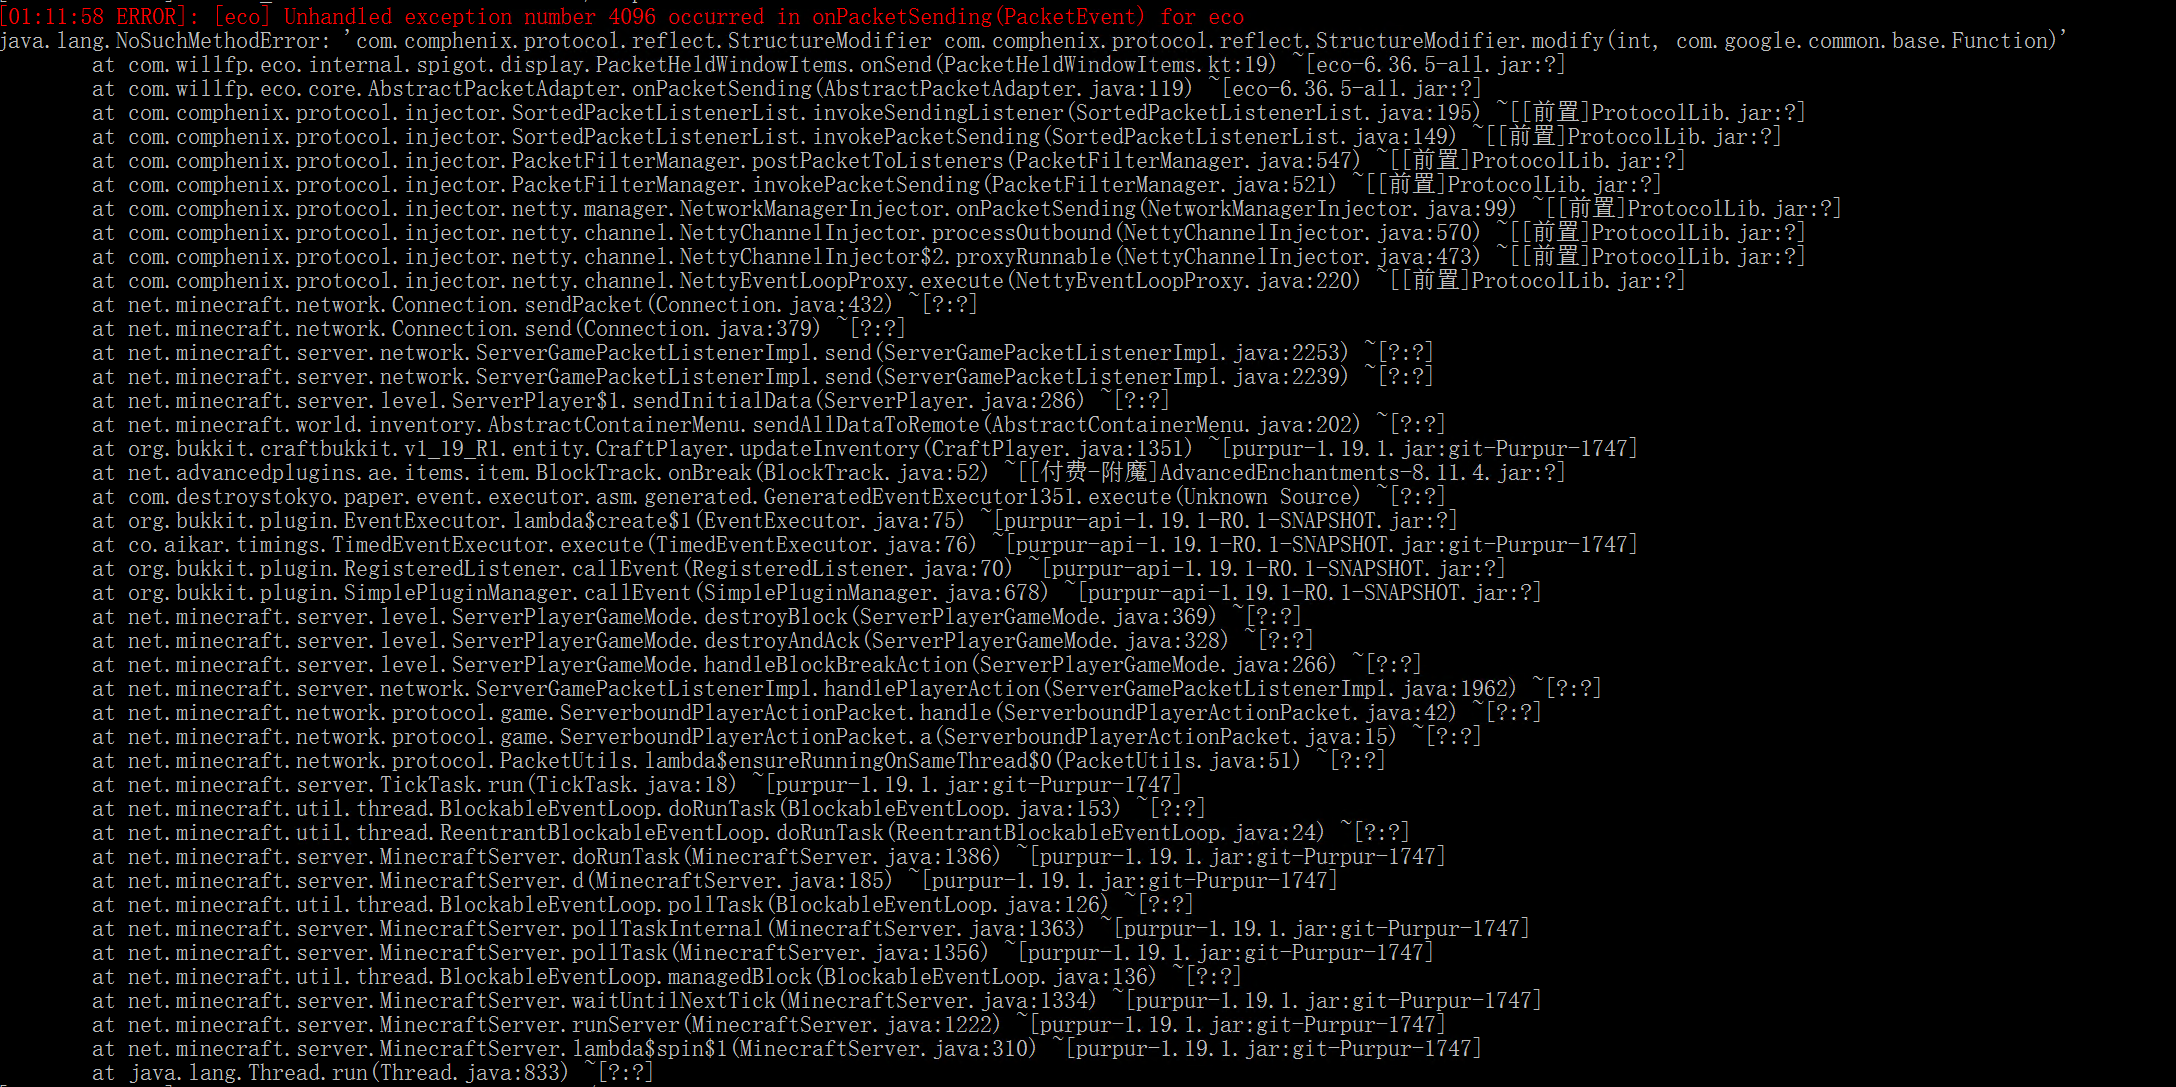 [01:11:58 ERROR]: [eco] Unhandled exception number 4096 occurred in onPacketSending(PacketEvent) for eco
java.lang.NoSuchMethodError: 'com.comphenix.protocol.reflect.StructureModifier com.comphenix.protocol.reflect.StructureModifier.modify(int, com.google.common.base.Function)'
at com.willfp.eco.internal.spigot.display.PacketHeldWindowItems.onSend(PacketHeldWindowItems.kt:19) ~[eco-6.36.5-all.jar:?]
at com.willfp.eco.core.AbstractPacketAdapter.onPacketSending(AbstractPacketAdapter.java:119) ~[eco-6.36.5-all.jar:?]
at com.comphenix.protocol.injector.SortedPacketListenerList.invokeSendingListener(SortedPacketListenerList.java:195) ~[[前置]ProtocolLib.jar:?]
at com.comphenix.protocol.injector.SortedPacketListenerList.invokePacketSending(SortedPacketListenerList.java:149) ~[[前置]ProtocolLib.jar:?]
at com.comphenix.protocol.injector.PacketFilterManager.postPacketToListeners(PacketFilterManager.java:547) ~[[前置]ProtocolLib.jar:?]
at com.comphenix.protocol.injector.PacketFilterManager.invokePacketSending(PacketFilterManager.java:521) ~[[前置]ProtocolLib.jar:?]
at com.comphenix.protocol.injector.netty.manager.NetworkManagerInjector.onPacketSending(NetworkManagerInjector.java:99) ~[[前置]ProtocolLib.jar:?]
at com.comphenix.protocol.injector.netty.channel.NettyChannelInjector.processOutbound(NettyChannelInjector.java:570) ~[[前置]ProtocolLib.jar:?]
at com.comphenix.protocol.injector.netty.channel.NettyChannelInjector$2.proxyRunnable(NettyChannelInjector.java:473) ~[[前置]ProtocolLib.jar:?]
at com.comphenix.protocol.injector.netty.channel.NettyEventLoopProxy.execute(NettyEventLoopProxy.java:220) ~[[前置]ProtocolLib.jar:?]
at net.minecraft.network.Connection.sendPacket(Connection.java:432) ~[?:?]
at net.minecraft.network.Connection.send(Connection.java:379) ~[?:?]
at net.minecraft.server.network.ServerGamePacketListenerImpl.send(ServerGamePacketListenerImpl.java:2253) ~[?:?]
at net.minecraft.server.network.ServerGamePacketListenerImpl.send(ServerGamePacketListenerImpl.java:2239) ~[?:?]
at net.minecraft.server.level.ServerPlayer$1.sendInitialData(ServerPlayer.java:286) ~[?:?]
at net.minecraft.world.inventory.AbstractContainerMenu.sendAllDataToRemote(AbstractContainerMenu.java:202) ~[?:?]
at org.bukkit.craftbukkit.v1_19_R1.entity.CraftPlayer.updateInventory(CraftPlayer.java:1351) ~[purpur-1.19.1.jar:git-Purpur-1747]
at net.advancedplugins.ae.items.item.BlockTrack.onBreak(BlockTrack.java:52) ~[[付费-附魔]AdvancedEnchantments-8.11.4.jar:?]
at com.destroystokyo.paper.event.executor.asm.generated.GeneratedEventExecutor1351.execute(Unknown Source) ~[?:?]
at org.bukkit.plugin.EventExecutor.lambda$create$1(EventExecutor.java:75) ~[purpur-api-1.19.1-R0.1-SNAPSHOT.jar:?]
at co.aikar.timings.TimedEventExecutor.execute(TimedEventExecutor.java:76) ~[purpur-api-1.19.1-R0.1-SNAPSHOT.jar:git-Purpur-1747]
at org.bukkit.plugin.RegisteredListener.callEvent(RegisteredListener.java:70) ~[purpur-api-1.19.1-R0.1-SNAPSHOT.jar:?]
at org.bukkit.plugin.SimplePluginManager.callEvent(SimplePluginManager.java:678) ~[purpur-api-1.19.1-R0.1-SNAPSHOT.jar:?]
at net.minecraft.server.level.ServerPlayerGameMode.destroyBlock(ServerPlayerGameMode.java:369) ~[?:?]
at net.minecraft.server.level.ServerPlayerGameMode.destroyAndAck(ServerPlayerGameMode.java:328) ~[?:?]
at net.minecraft.server.level.ServerPlayerGameMode.handleBlockBreakAction(ServerPlayerGameMode.java:266) ~[?:?]
at net.minecraft.server.network.ServerGamePacketListenerImpl.handlePlayerAction(ServerGamePacketListenerImpl.java:1962) ~[?:?]
at net.minecraft.network.protocol.game.ServerboundPlayerActionPacket.handle(ServerboundPlayerActionPacket.java:42) ~[?:?]
at net.minecraft.network.protocol.game.ServerboundPlayerActionPacket.a(ServerboundPlayerActionPacket.java:15) ~[?:?]
at net.minecraft.network.protocol.PacketUtils.lambda$ensureRunningOnSameThread$0(PacketUtils.java:51) ~[?:?]
at net.minecraft.server.TickTask.run(TickTask.java:18) ~[purpur-1.19.1.jar:git-Purpur-1747]
at net.minecraft.util.thread.BlockableEventLoop.doRunTask(BlockableEventLoop.java:153) ~[?:?]
at net.minecraft.util.thread.ReentrantBlockableEventLoop.doRunTask(ReentrantBlockableEventLoop.java:24) ~[?:?]
at net.minecraft.server.MinecraftServer.doRunTask(MinecraftServer.java:1386) ~[purpur-1.19.1.jar:git-Purpur-1747]
at net.minecraft.server.MinecraftServer.d(MinecraftServer.java:185) ~[purpur-1.19.1.jar:git-Purpur-1747]
at net.minecraft.util.thread.BlockableEventLoop.pollTask(BlockableEventLoop.java:126) ~[?:?]
at net.minecraft.server.MinecraftServer.pollTaskInternal(MinecraftServer.java:1363) ~[purpur-1.19.1.jar:git-Purpur-1747]
at net.minecraft.server.MinecraftServer.pollTask(MinecraftServer.java:1356) ~[purpur-1.19.1.jar:git-Purpur-1747]
at net.minecraft.util.thread.BlockableEventLoop.managedBlock(BlockableEventLoop.java:136) ~[?:?]
at net.minecraft.server.MinecraftServer.waitUntilNextTick(MinecraftServer.java:1334) ~[purpur-1.19.1.jar:git-Purpur-1747]
at net.minecraft.server.MinecraftServer.runServer(MinecraftServer.java:1222) ~[purpur-1.19.1.jar:git-Purpur-1747]
at net.minecraft.server.MinecraftServer.lambda$spin$1(MinecraftServer.java:310) ~[purpur-1.19.1.jar:git-Purpur-1747]
at java.lang.Thread.run(Thread.java:833) ~[?:?]